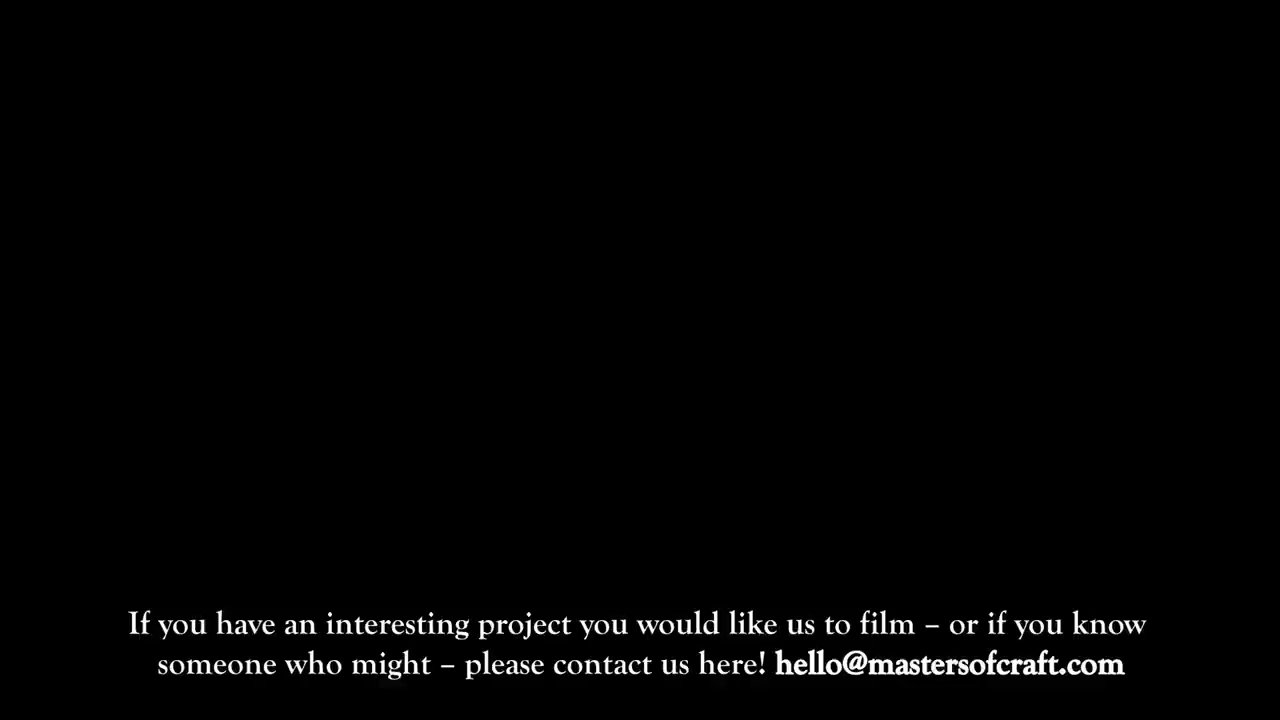 If you have an interesting project you would like us to film – or if you know
someone who might – please contact us here! hello@mastersofcraft.com